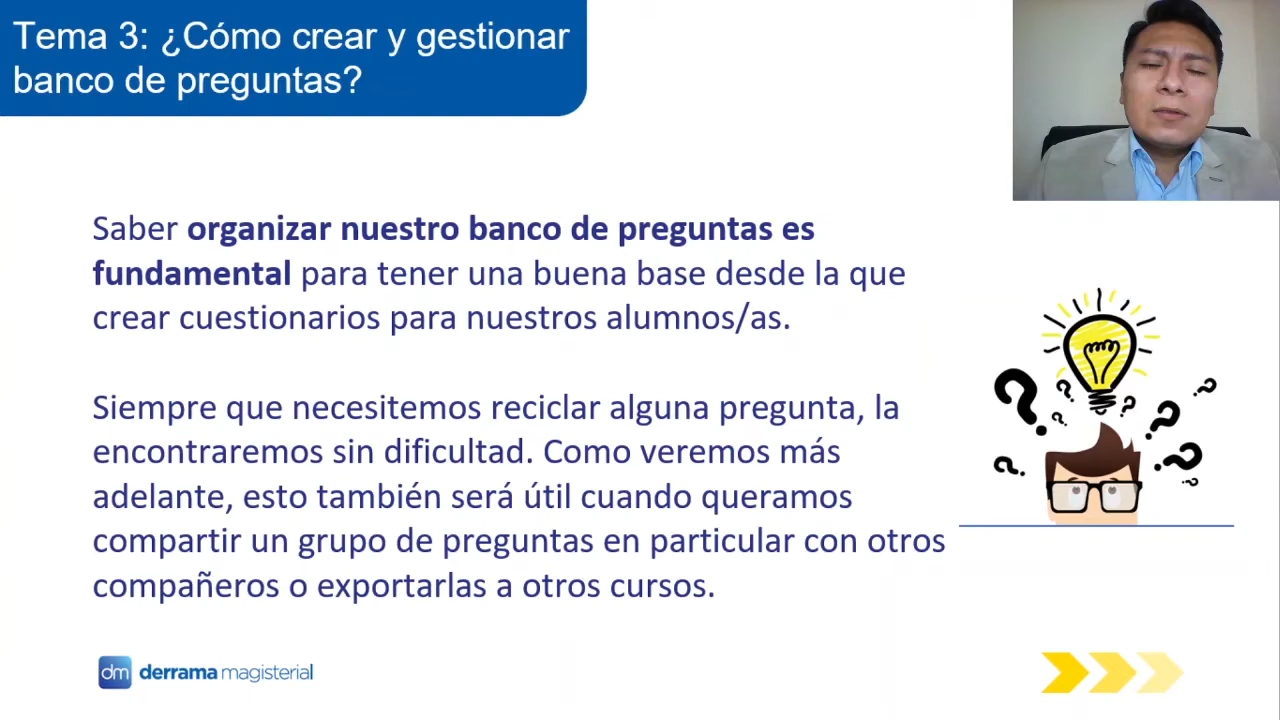 Tema 3: ¿Cómo crear y gestionar
banco de preguntas?
Saber organizar nuestro banco de preguntas es
fundamental para tener una buena base desde la que
crear cuestionarios para nuestros alumnos/as.
Siempre que necesitemos reciclar alguna pregunta, la
encontraremos sin dificultad. Como veremos más
adelante, esto también será útil cuando queramos
compartir un grupo de preguntas en particular con otros
compañeros o exportarlas a otros cursos.
dm derrama magisterial